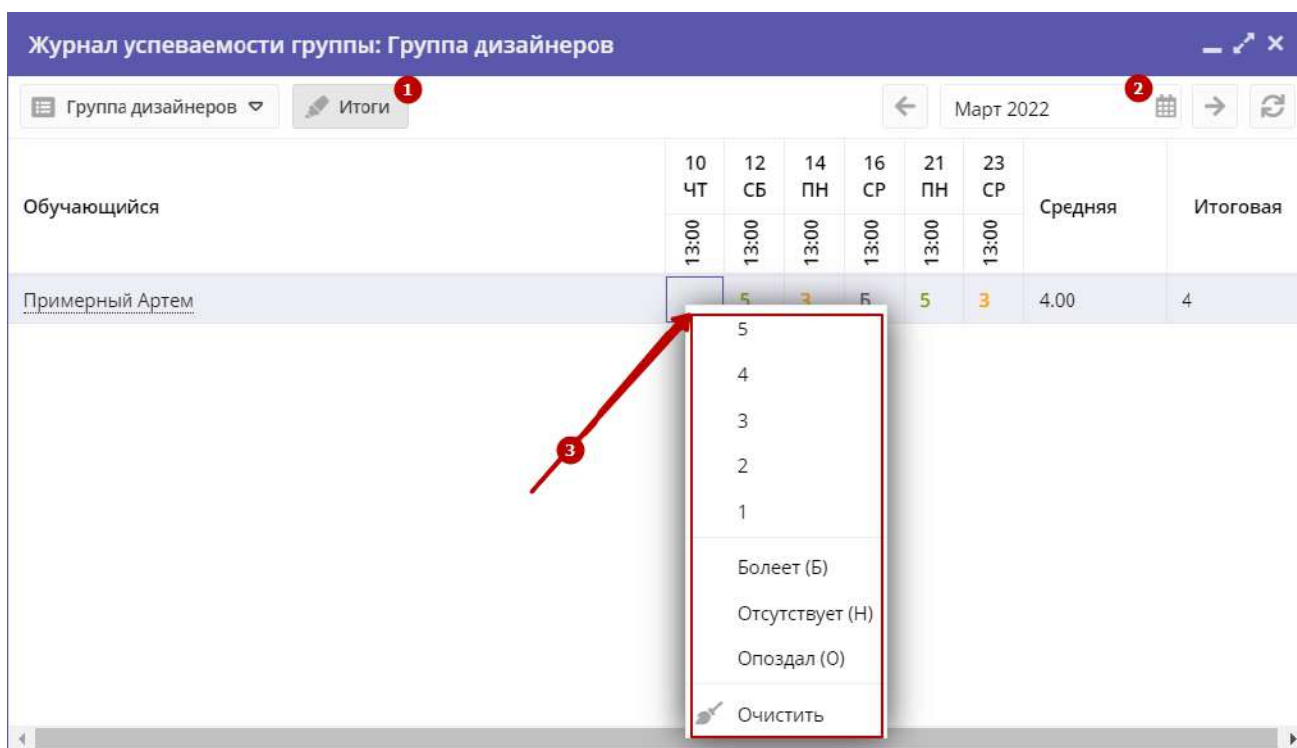 Журнал успеваемости группы: Группа дизайнеров
Группа дизайнеров Итоги 1 Март 2022 2
Обучающийся 10 ЧТ 12 СБ 14 ПН 16 СР 21 ПН 23 СР Средняя Итоговая
13:00 13:00 13:00 13:00 13:00 13:00
Примерный Артем 5 3 Б 5 3 4.00 4
5
4
3
3
2
1
Болеет (Б)
Отсутствует (Н)
Опоздал (О)
Очистить